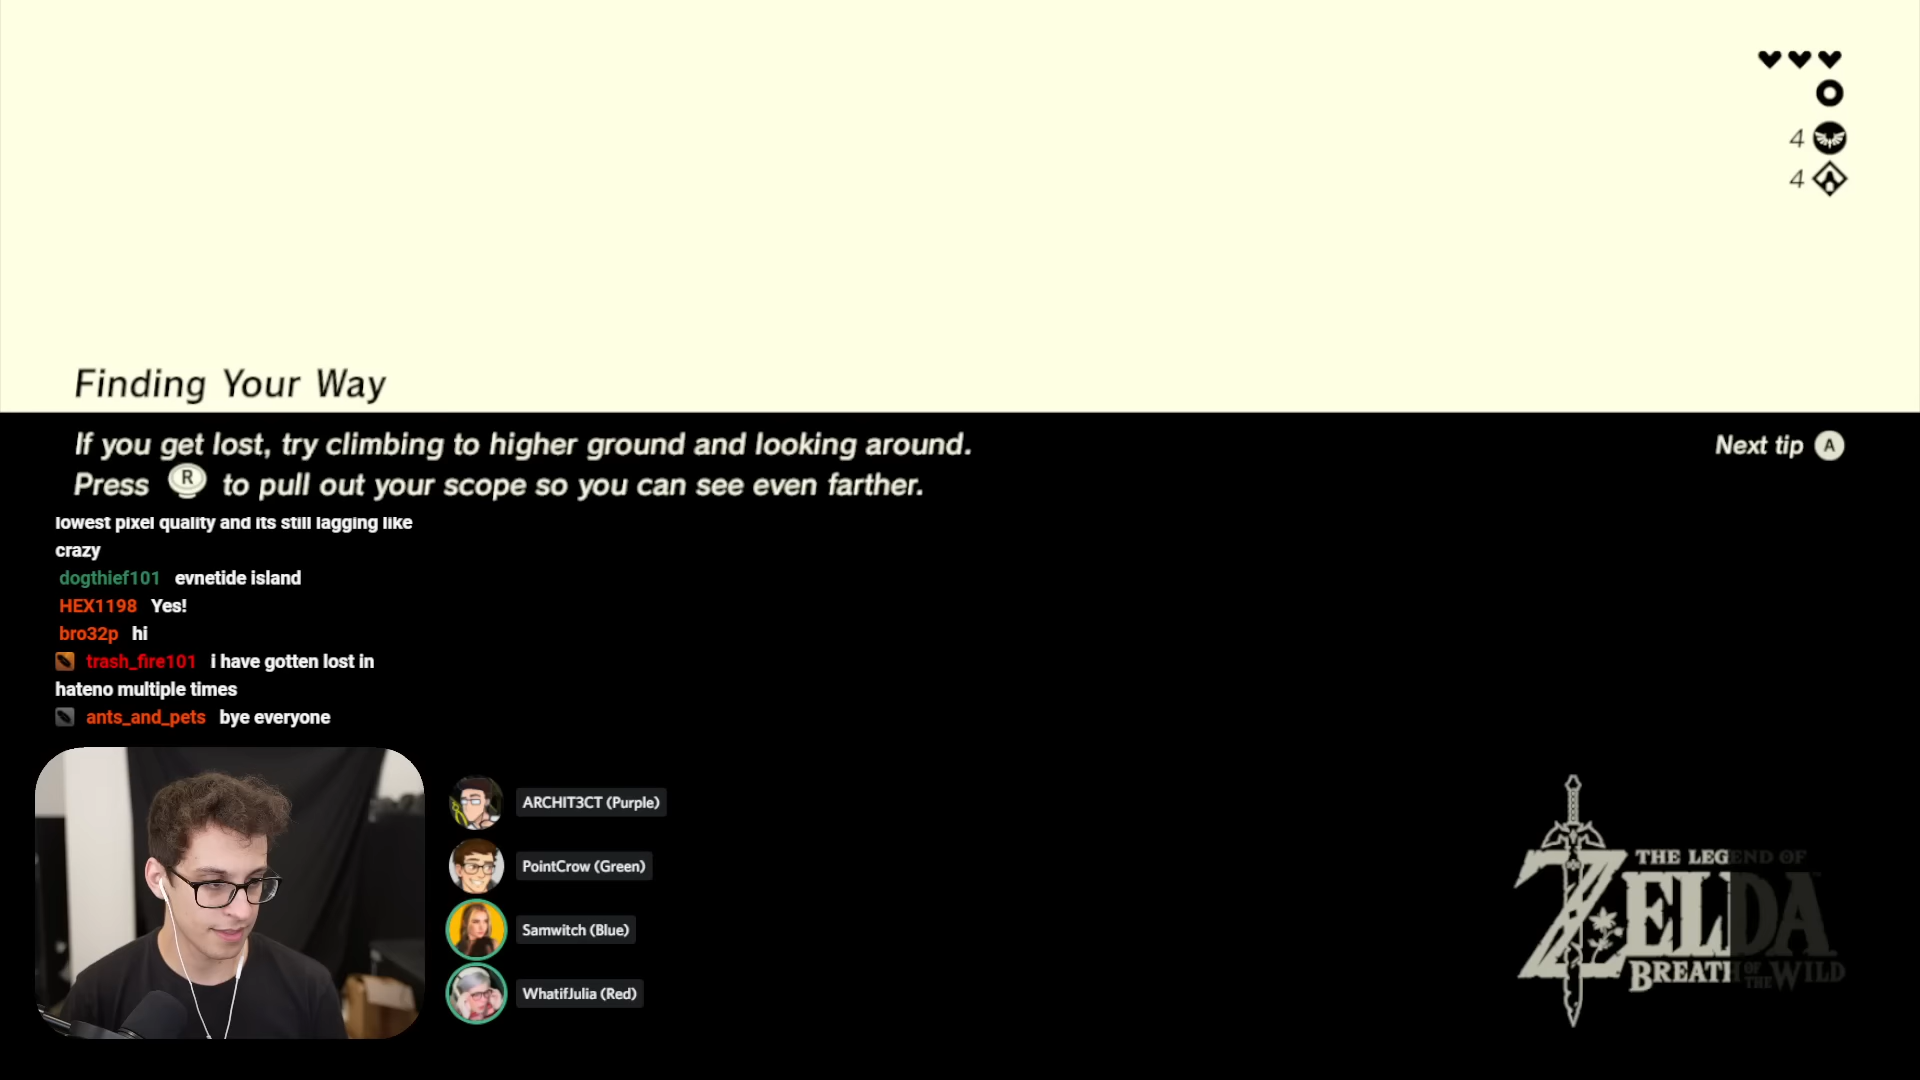 4
4
Finding Your Way
If you get lost, try climbing to higher ground and looking around.
Press R to pull out your scope so you can see even farther.
Next tip A
lowest pixel quality and its still lagging like
crazy
dogthief101 evnetide island
HEX1198 Yes!
bro32p hi
trash_fire101 i have gotten lost in
hateno multiple times
ants_and_pets bye everyone
ARCHIT3CT (Purple)
PointCrow (Green)
Samwitch (Blue)
WhatifJulia (Red)
THE LEGEND OF
ZELDA
BREATH OF THE WILD